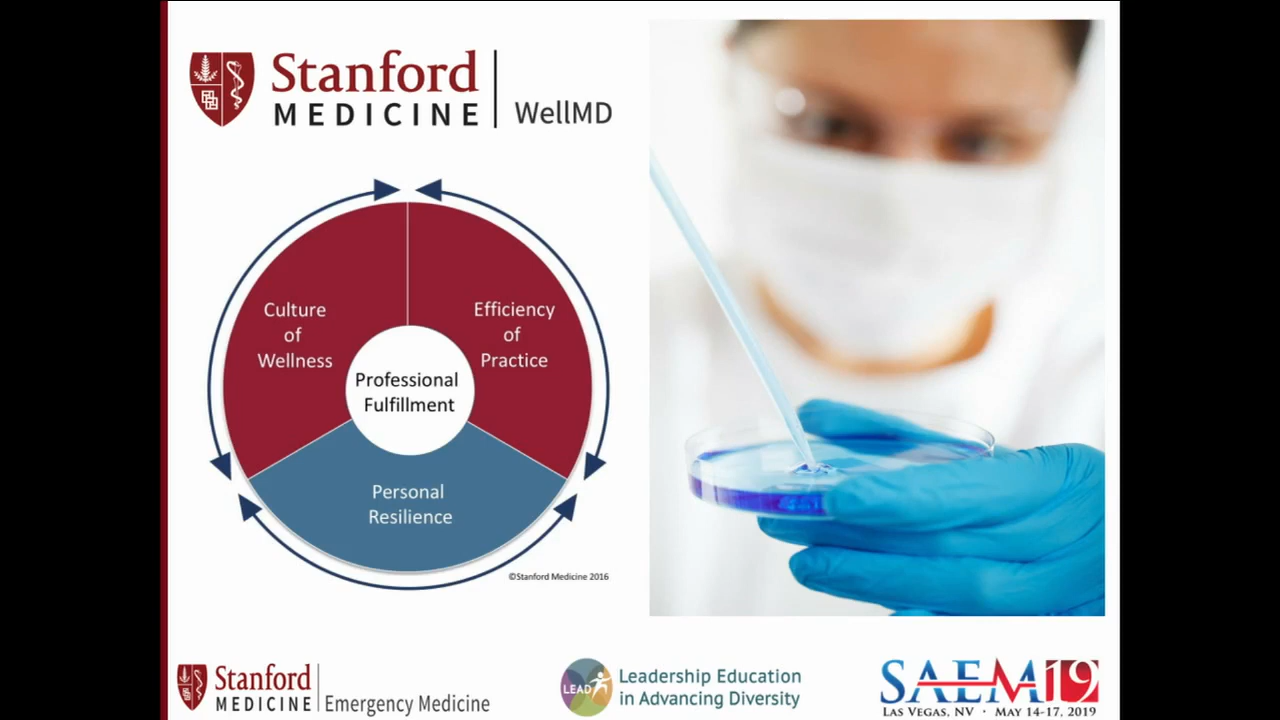 Stanford
MEDICINE
WellMD
Culture
of
Wellness
Efficiency
of
Practice
Professional
Fulfillment
Personal
Resilience
©Stanford Medicine 2016
Stanford
MEDICINE
Emergency Medicine
LEAD
Leadership Education
in Advancing Diversity
SAEM19
LAS VEGAS, NV · MAY 14-17, 2019